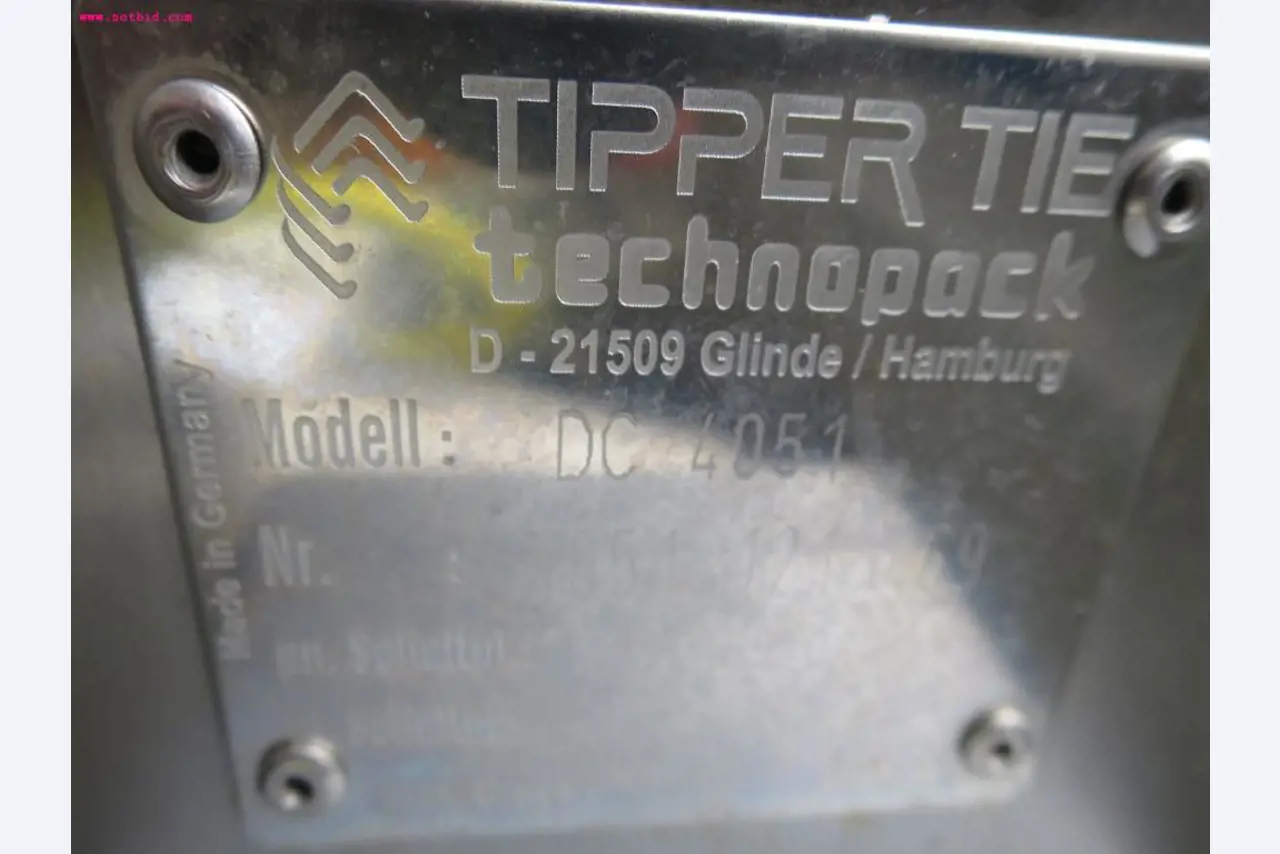 www.netbid.com
TIPPER TIE
technopack
D - 21509 Glinde / Hamburg
Modell : DC 4051
Nr. :
Made in Germany